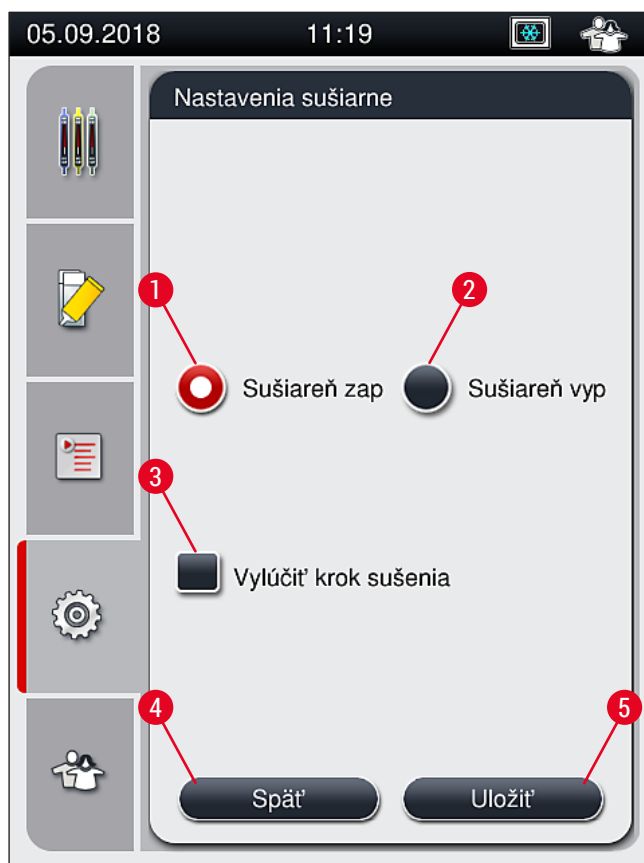 05.09.2018 11:19
Nastavenia sušiarne
1 2
Sušiareň zap Sušiareň vyp
3
Vylúčiť krok sušenia
4 5
Späť Uložiť